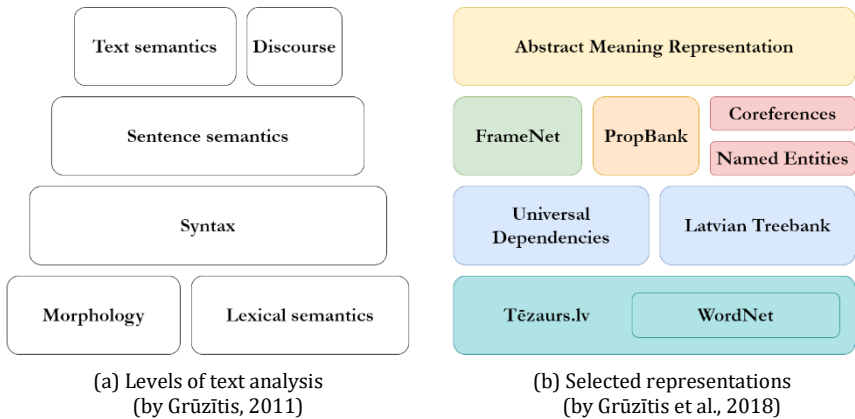 Text semantics
Discourse
Sentence semantics
Syntax
Morphology
Lexical semantics
(a) Levels of text analysis
(by Grūzītis, 2011)
Abstract Meaning Representation
FrameNet
PropBank
Coreferences
Named Entities
Universal
Dependencies
Latvian Treebank
Tēzaurs.lv
WordNet
(b) Selected representations
(by Grūzītis et al., 2018)